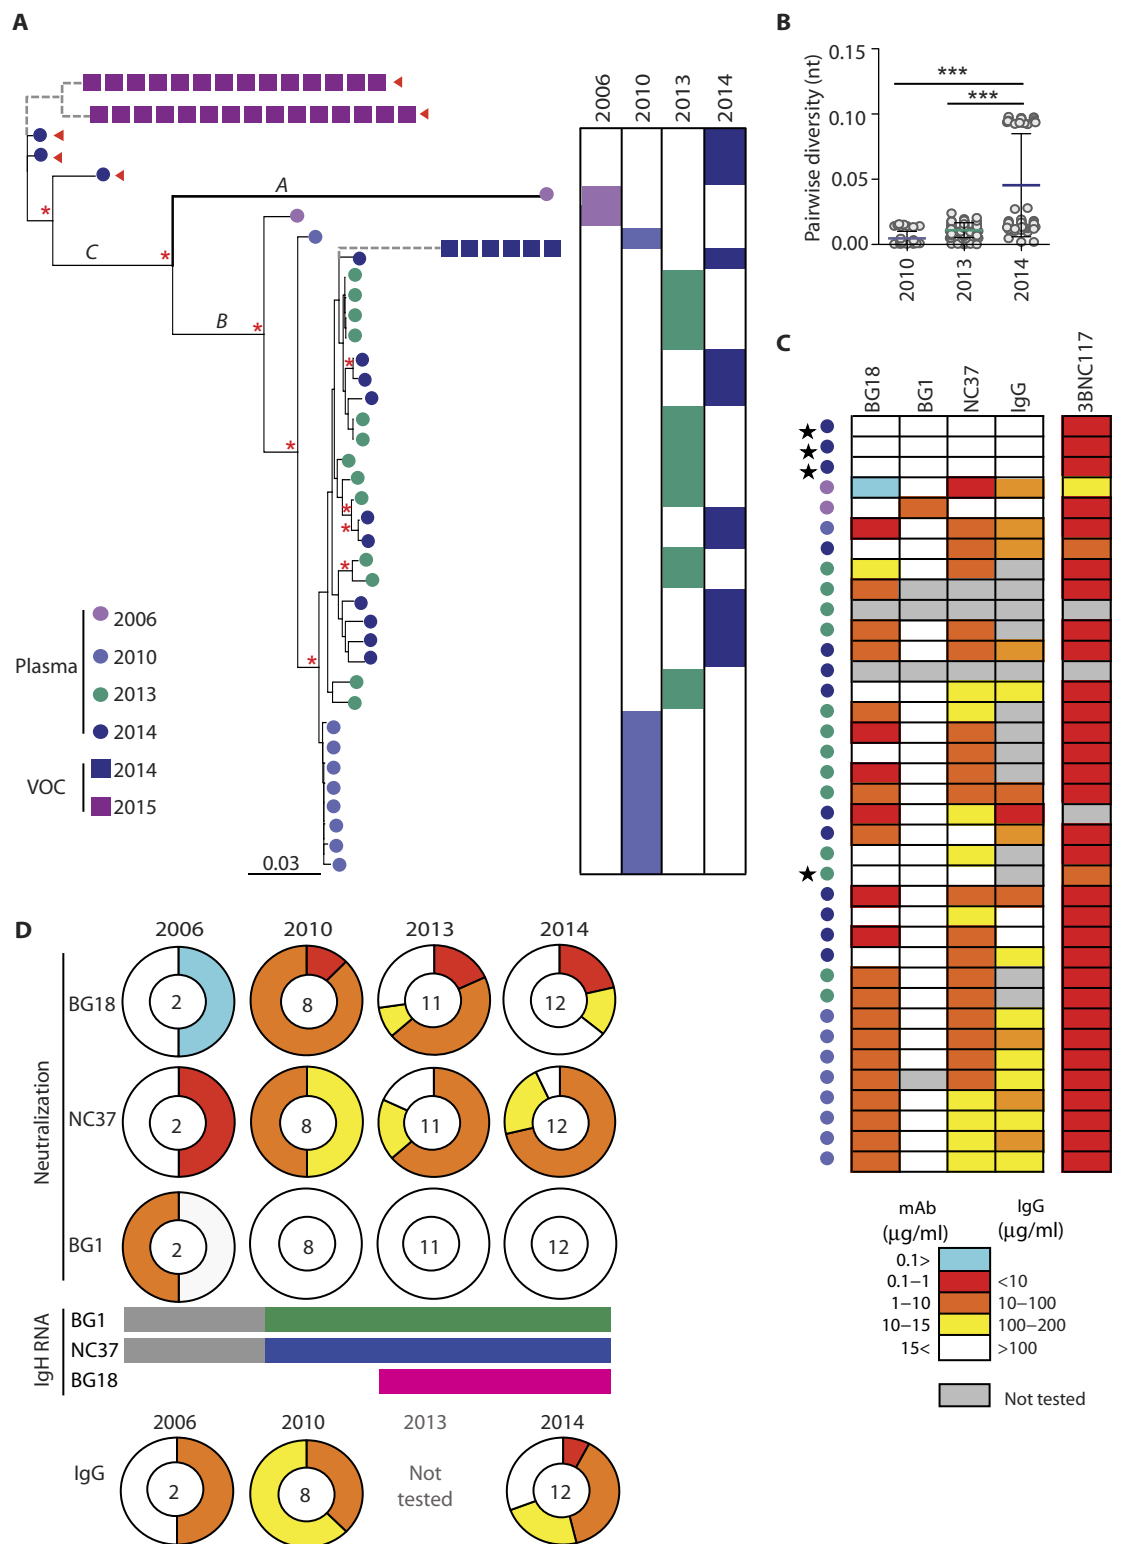 A
2006
2010
2013
2014
A
C
B
*
*
*
*
*
*
*
*
*
*
0.03
Plasma
2006
2010
2013
2014
VOC
2014
2015
B
Pairwise diversity (nt)
0.15
0.10
0.05
0.00
***
***
2010
2013
2014
C
BG18
BG1
NC37
IgG
3BNC117
mAb
(μg/ml)
IgG
(μg/ml)
0.1>
0.1−1
<10
1−10
10−100
10−15
100−200
15<
>100
Not tested
D
2006
2010
2013
2014
Neutralization
BG18
2
8
11
12
NC37
2
8
11
12
BG1
2
8
11
12
IgH RNA
BG1
NC37
BG18
2006
2010
2013
2014
IgG
2
8
Not
tested
12